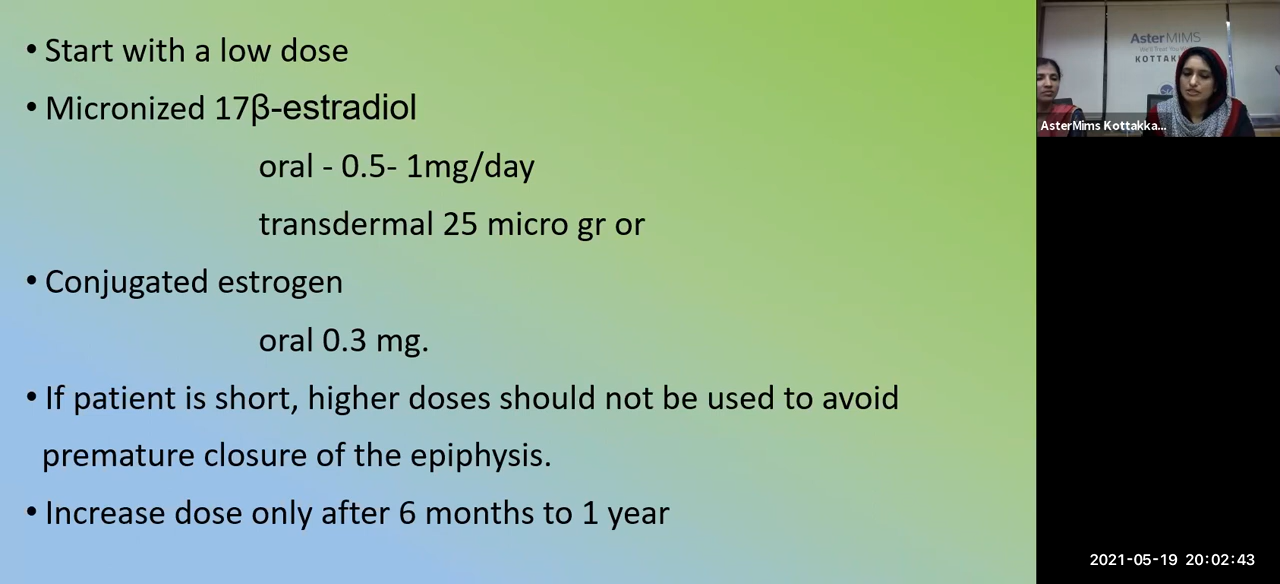 • Start with a low dose
• Micronized 17β-estradiol
oral - 0.5- 1mg/day
transdermal 25 micro gr or
• Conjugated estrogen
oral 0.3 mg.
• If patient is short, higher doses should not be used to avoid
premature closure of the epiphysis.
• Increase dose only after 6 months to 1 year
AsterMIMS
AsterMims Kottakka...
2021-05-19 20:02:43